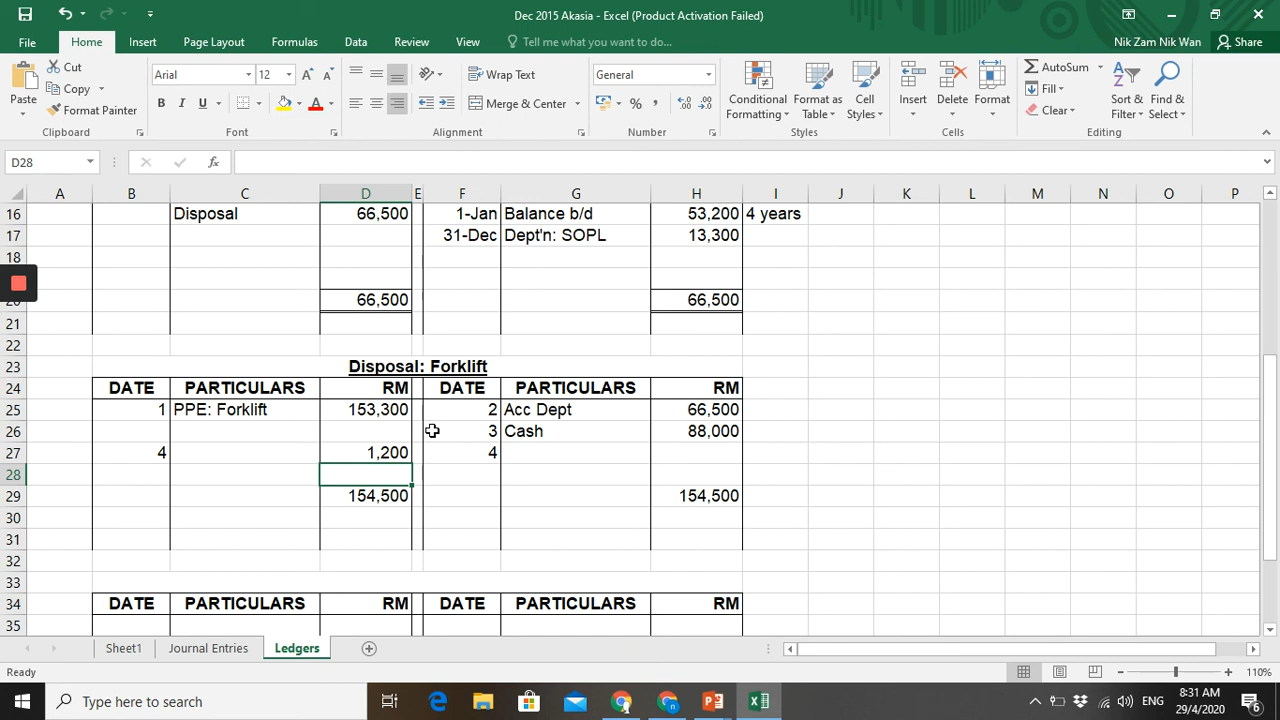 Dec 2015 Akasia - Excel (Product Activation Failed)
File Home Insert Page Layout Formulas Data Review View Tell me what you want to do... Nik Zam Nik Wan Share
Paste Cut Copy Format Painter Clipboard
Arial 12 B I U A Font
Wrap Text Merge & Center Alignment
General % , Number
Conditional Formatting Format as Table Cell Styles Styles
Insert Delete Format Cells
AutoSum Fill Clear Sort & Filter Find & Select Editing
D28 fx
A B C D E F G H I J K L M N O P
16 Disposal 66,500 1-Jan Balance b/d 53,200 4 years
17 31-Dec Dept'n: SOPL 13,300
18
20 66,500 66,500
21
22
23 Disposal: Forklift
24 DATE PARTICULARS RM DATE PARTICULARS RM
25 1 PPE: Forklift 153,300 2 Acc Dept 66,500
26 3 Cash 88,000
27 4 1,200 4
28
29 154,500 154,500
30
31
32
33
34 DATE PARTICULARS RM DATE PARTICULARS RM
35
Sheet1 Journal Entries Ledgers
Ready 110%
Type here to search ENG 8:31 AM
29/4/2020 6